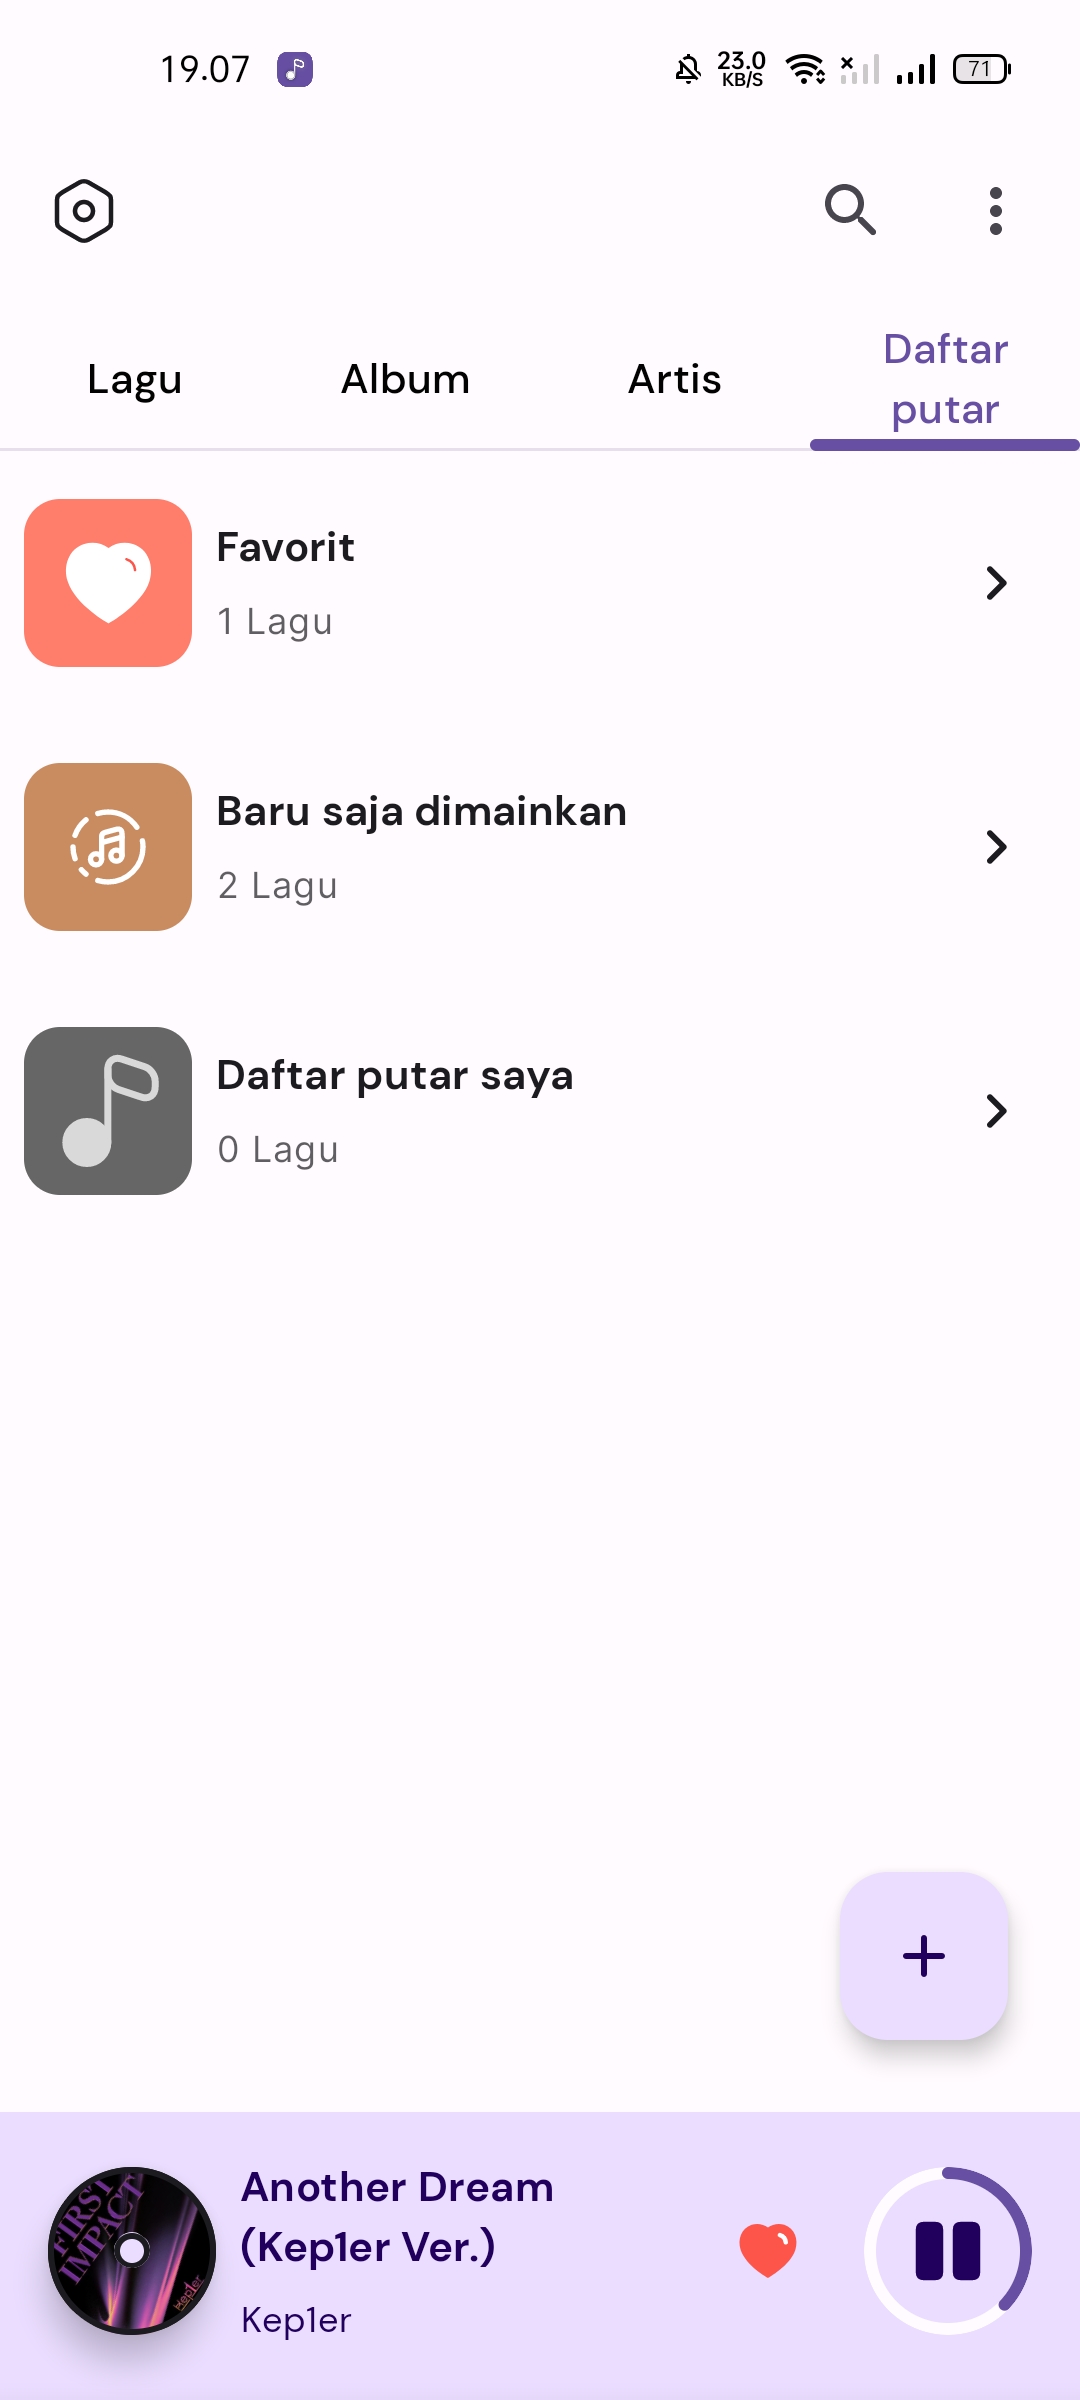 19.07
23.0
KB/S
71
Lagu
Album
Artis
Daftar
putar
Favorit
1 Lagu
Baru saja dimainkan
2 Lagu
Daftar putar saya
0 Lagu
FIRST
IMPACT
Kep1er
Another Dream
(Kep1er Ver.)
Kep1er